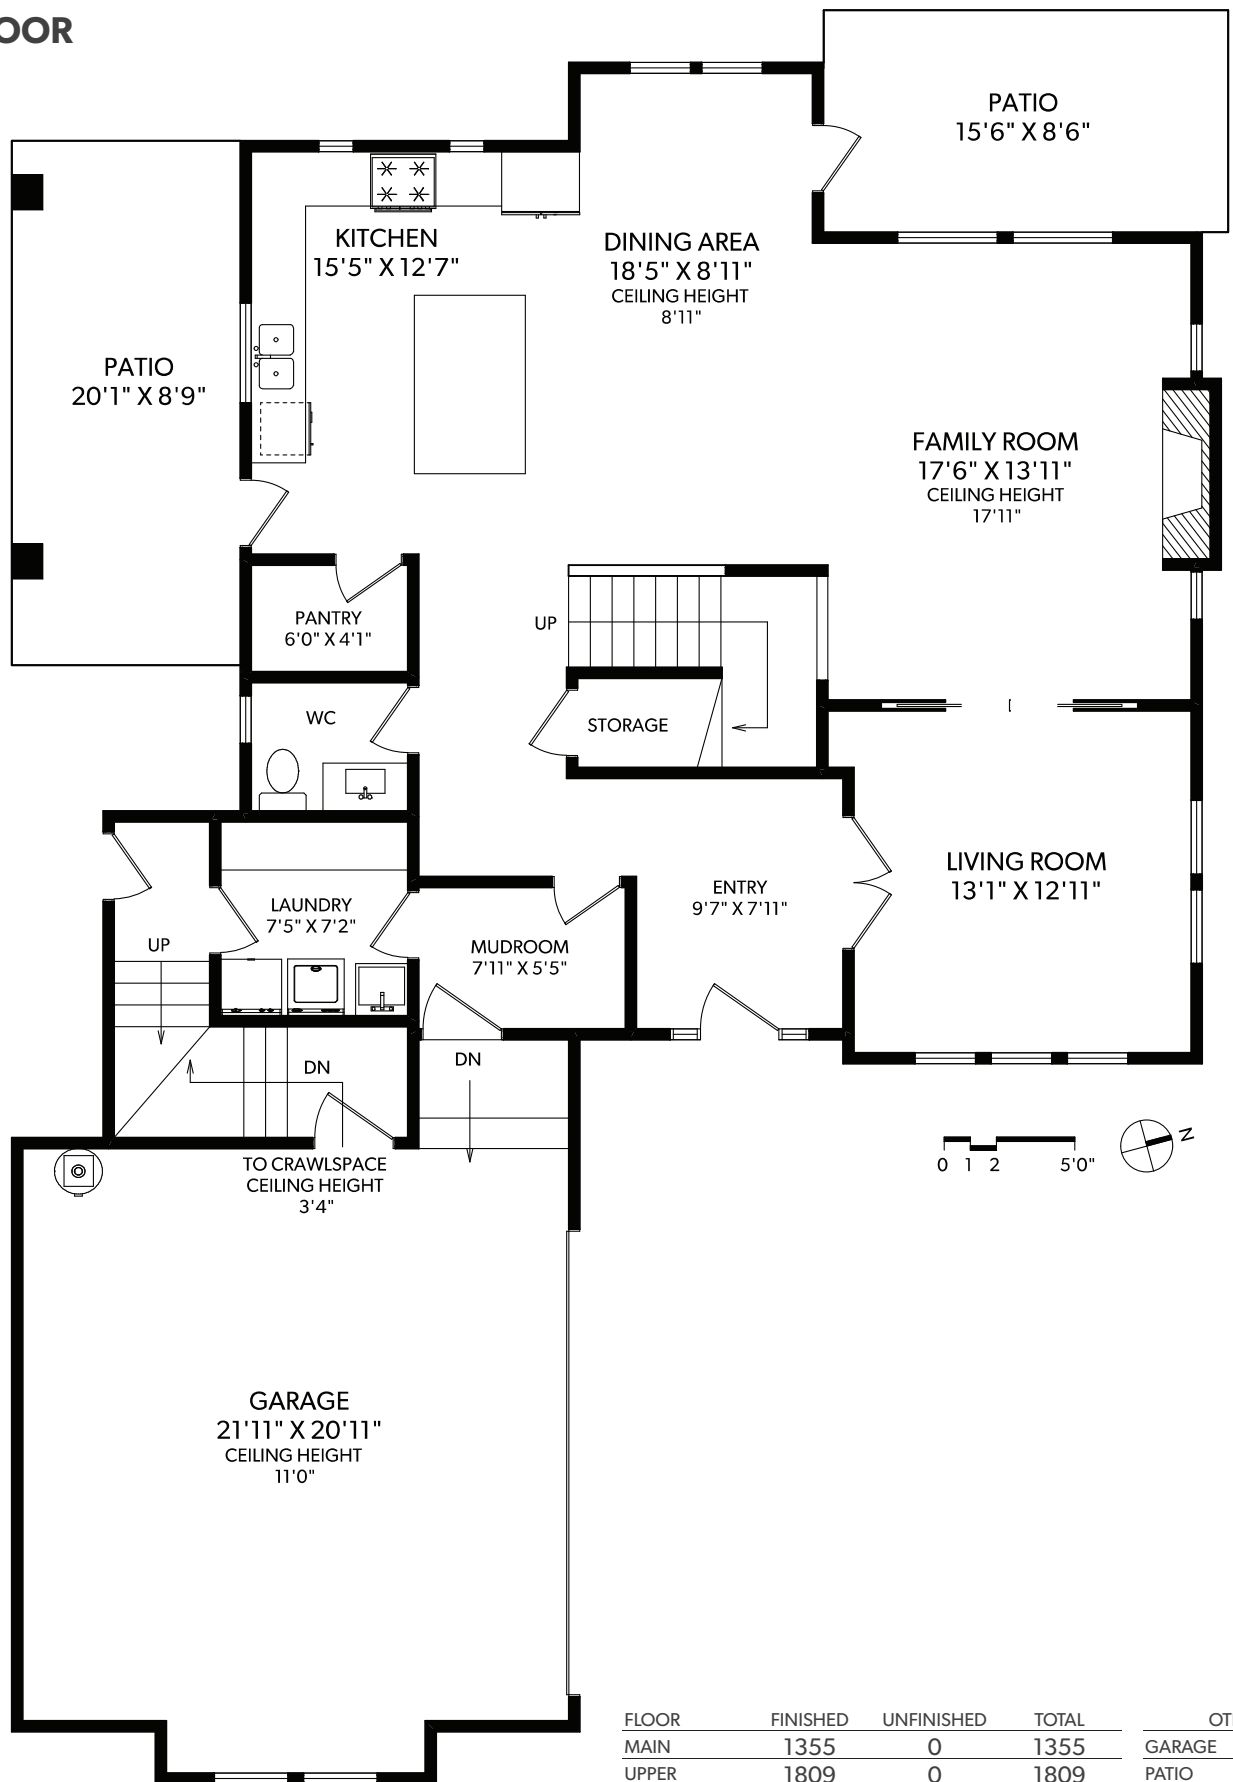 PATIO
15'6" X 8'6"
KITCHEN
15'5" X 12'7"
DINING AREA
18'5" X 8'11"
CEILING HEIGHT
8'11"
PATIO
20'1" X 8'9"
FAMILY ROOM
17'6" X 13'11"
CEILING HEIGHT
17'11"
PANTRY
6'0" X 4'1"
UP
WC
STORAGE
LIVING ROOM
13'1" X 12'11"
ENTRY
9'7" X 7'11"
LAUNDRY
7'5" X 7'2"
MUDROOM
7'11" X 5'5"
UP
DN
DN
N
0 1 2 5'0"
TO CRAWLSPACE
CEILING HEIGHT
3'4"
GARAGE
21'11" X 20'11"
CEILING HEIGHT
11'0"
FLOOR FINISHED UNFINISHED TOTAL
MAIN 1355 0 1355 GARAGE
UPPER 1809 0 1809 PATIO